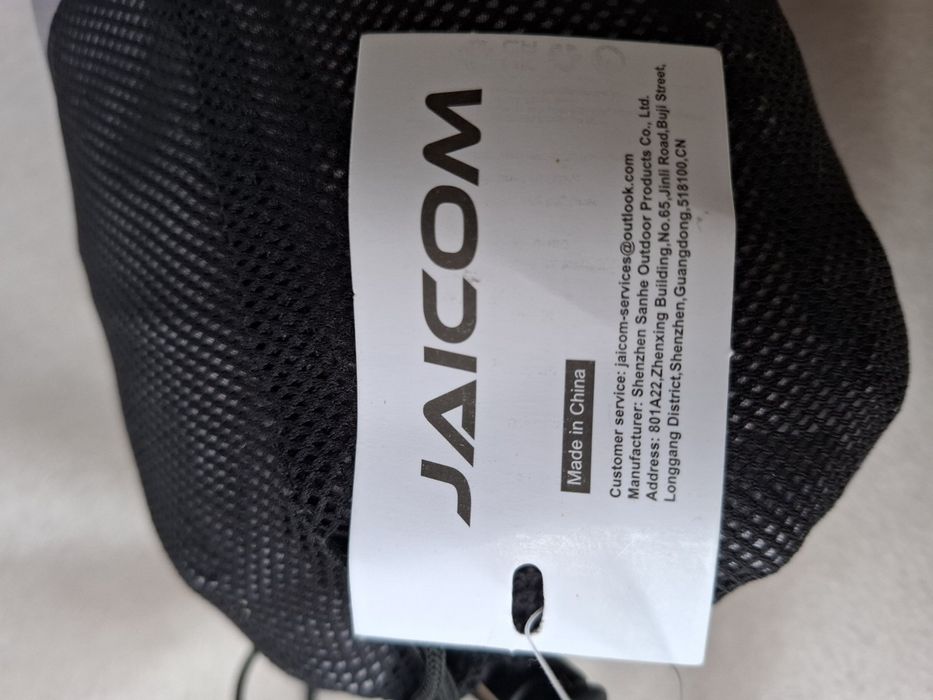 JAICOM
Made in China
Customer service: jaicom-services@outlook.com
Manufacturer: Shenzhen Sanhe Outdoor Products Co., Ltd.
Address: 801A22,Zhenxing Building,No.65,Jinli Road,Buji Street,
Longgang District,Shenzhen,Guangdong,518100,CN